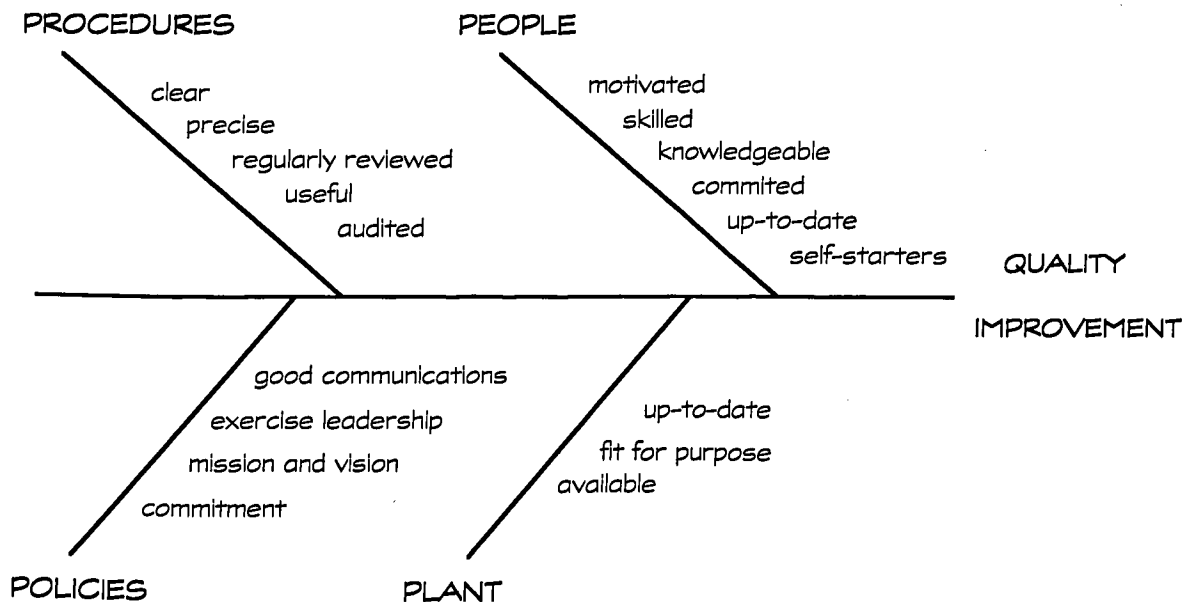 PROCEDURES
clear
precise
regularly reviewed
useful
audited
PEOPLE
motivated
skilled
knowledgeable
commited
up-to-date
self-starters
QUALITY
IMPROVEMENT
good communications
exercise leadership
mission and vision
commitment
POLICIES
up-to-date
fit for purpose
available
PLANT